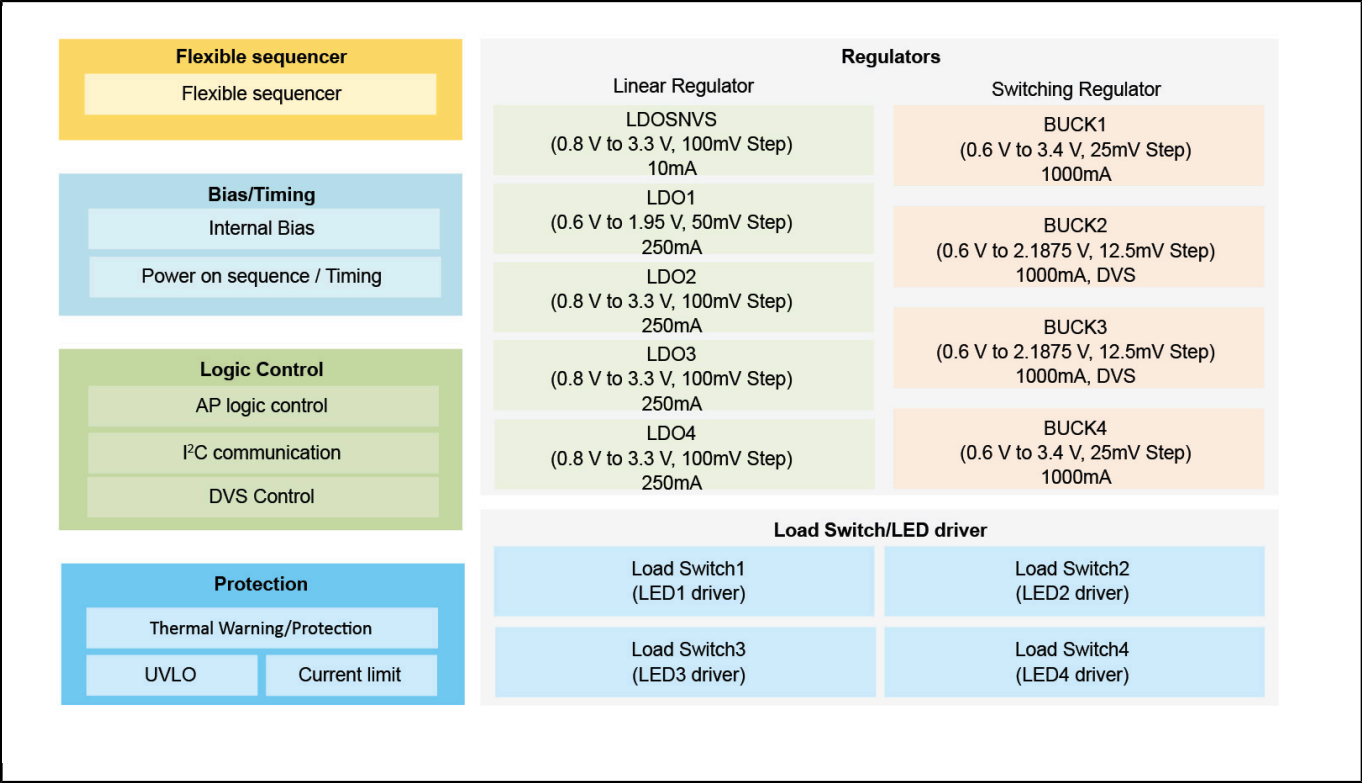 Flexible sequencer
Flexible sequencer
Bias/Timing
Internal Bias
Power on sequence / Timing
Logic Control
AP logic control
I²C communication
DVS Control
Protection
Thermal Warning/Protection
UVLO
Current limit
Regulators
Linear Regulator
LDOSNVS
(0.8 V to 3.3 V, 100mV Step)
10mA
LDO1
(0.6 V to 1.95 V, 50mV Step)
250mA
LDO2
(0.8 V to 3.3 V, 100mV Step)
250mA
LDO3
(0.8 V to 3.3 V, 100mV Step)
250mA
LDO4
(0.8 V to 3.3 V, 100mV Step)
250mA
Switching Regulator
BUCK1
(0.6 V to 3.4 V, 25mV Step)
1000mA
BUCK2
(0.6 V to 2.1875 V, 12.5mV Step)
1000mA, DVS
BUCK3
(0.6 V to 2.1875 V, 12.5mV Step)
1000mA, DVS
BUCK4
(0.6 V to 3.4 V, 25mV Step)
1000mA
Load Switch/LED driver
Load Switch1
(LED1 driver)
Load Switch2
(LED2 driver)
Load Switch3
(LED3 driver)
Load Switch4
(LED4 driver)